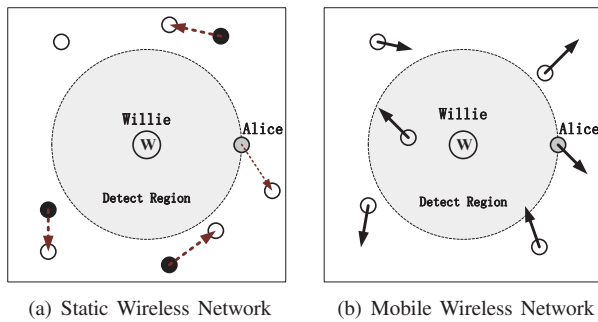 Willie
Alice
W
Detect Region
(a) Static Wireless Network
Willie
Alice
W
Detect Region
(b) Mobile Wireless Network